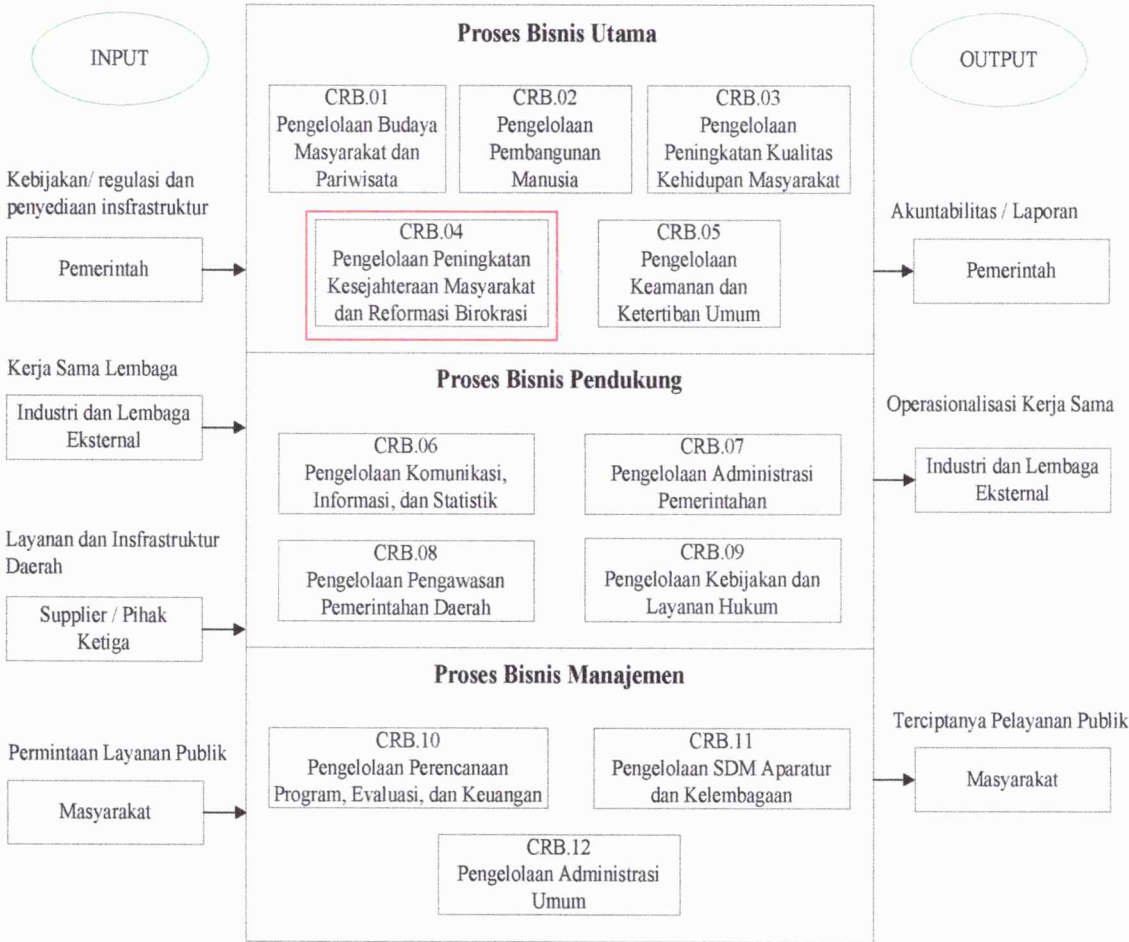 INPUT
Kebijakan/ regulasi dan
penyediaan insfrastruktur
Pemerintah
Kerja Sama Lembaga
Industri dan Lembaga
Eksternal
Layanan dan Insfrastruktur
Daerah
Supplier / Pihak
Ketiga
Permintaan Layanan Publik
Masyarakat
Proses Bisnis Utama
CRB.01
Pengelolaan Budaya
Masyarakat dan
Pariwisata
CRB.02
Pengelolaan
Pembangunan
Manusia
CRB.03
Pengelolaan
Peningkatan Kualitas
Kehidupan Masyarakat
CRB.04
Pengelolaan Peningkatan
Kesejahteraan Masyarakat
dan Reformasi Birokrasi
CRB.05
Pengelolaan
Keamanan dan
Ketertiban Umum
Proses Bisnis Pendukung
CRB.06
Pengelolaan Komunikasi,
Informasi, dan Statistik
CRB.07
Pengelolaan Administrasi
Pemerintahan
CRB.08
Pengelolaan Pengawasan
Pemerintahan Daerah
CRB.09
Pengelolaan Kebijakan dan
Layanan Hukum
Proses Bisnis Manajemen
CRB.10
Pengelolaan Perencanaan
Program, Evaluasi, dan Keuangan
CRB.11
Pengelolaan SDM Aparatur
dan Kelembagaan
CRB.12
Pengelolaan Administrasi
Umum
OUTPUT
Akuntabilitas / Laporan
Pemerintah
Operasionalisasi Kerja Sama
Industri dan Lembaga
Eksternal
Terciptanya Pelayanan Publik
Masyarakat